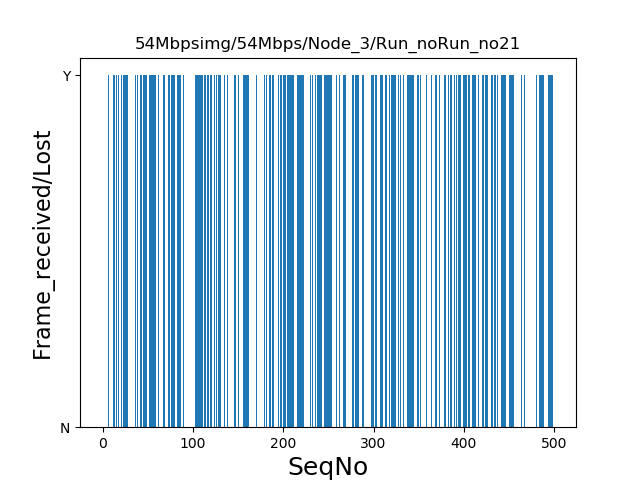 54Mbpsimg/54Mbps/Node_3/Run_noRun_no21
Y
Frame_received/Lost
N
0 100 200 300 400 500
SeqNo